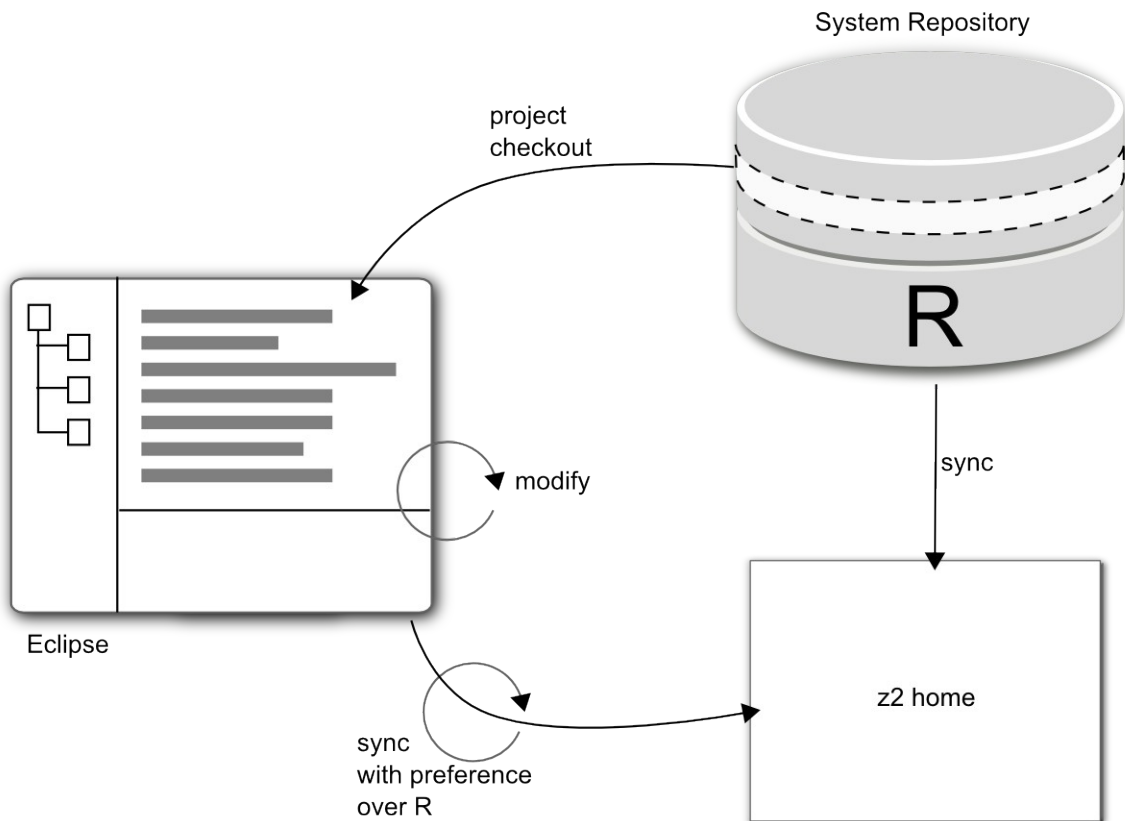 System Repository
project
checkout
R
modify
sync
Eclipse
z2 home
sync
with preference
over R